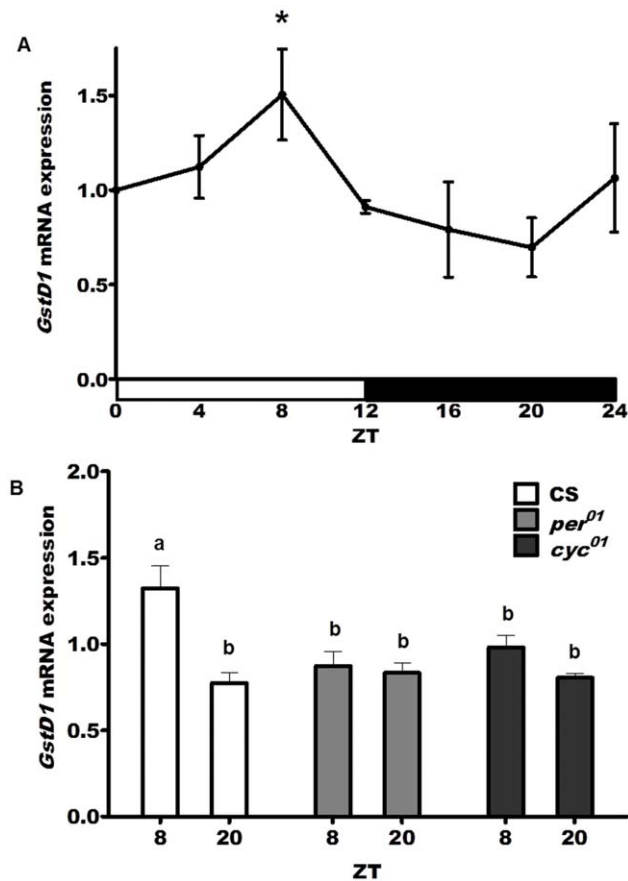 *
A
GstD1 mRNA expression
1.5
1.0
0.5
0.0
0 4 8 12 16 20 24
ZT
B
GstD1 mRNA expression
2.0
1.5
1.0
0.5
0.0
CS
per01
cyc01
a b b b b b
8 20 8 20 8 20
ZT